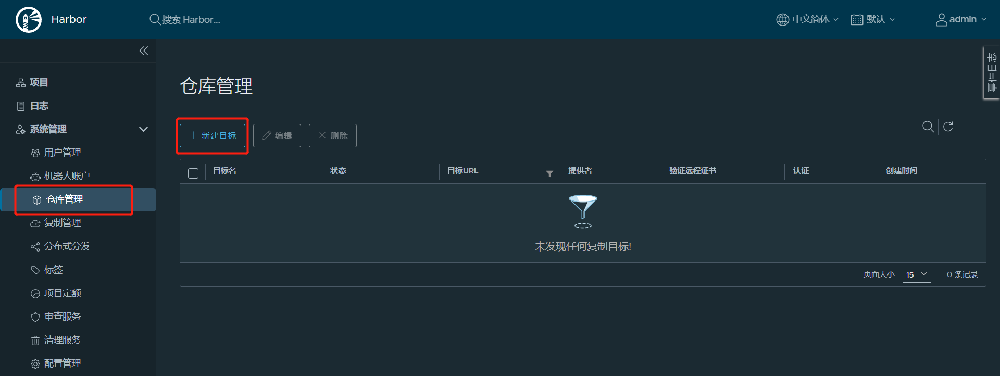 Harbor
搜索 Harbor...
中文简体
默认
admin
事件日志
项目
日志
系统管理
用户管理
机器人账户
仓库管理
复制管理
分布式分发
标签
项目定额
审查服务
清理服务
配置管理
仓库管理
新建目标
编辑
删除
目标名
状态
目标URL
提供者
验证远程证书
认证
创建时间
未发现任何复制目标!
页面大小
15
0 条记录